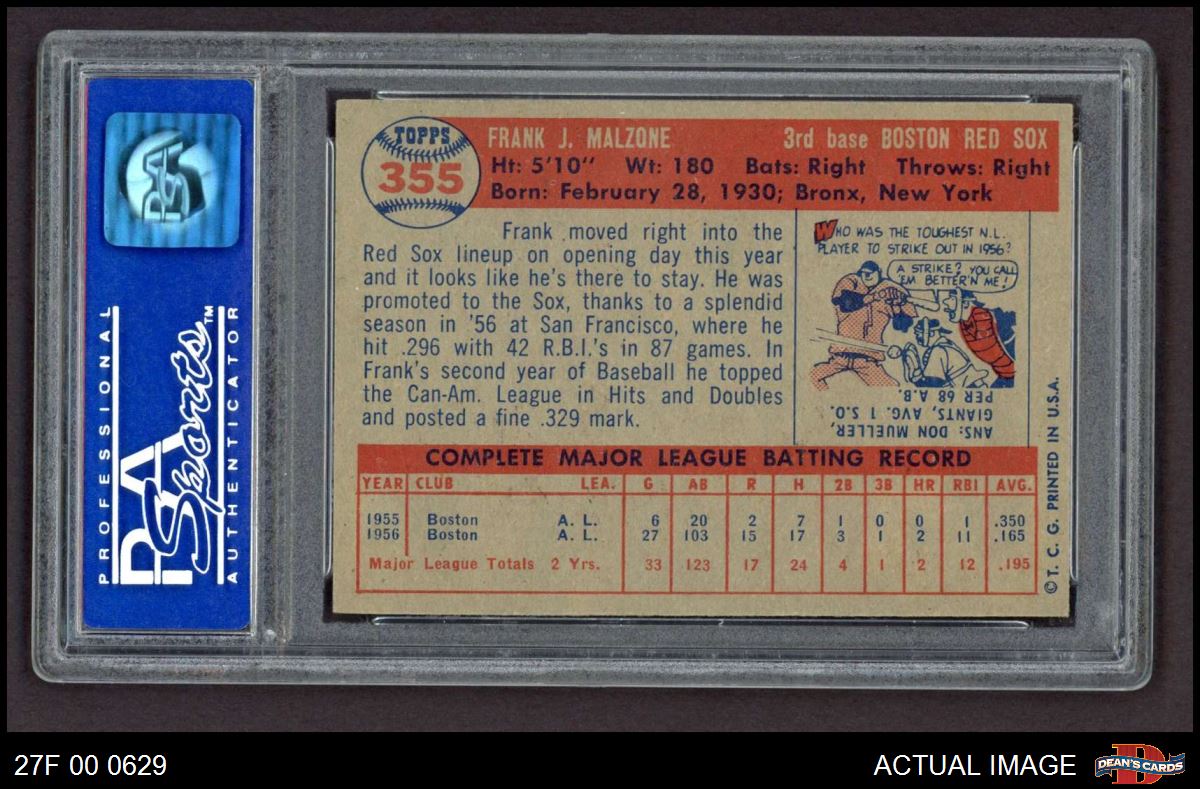 PROFESSIONAL
PSA
Sports™
AUTHENTICATOR
PSA
TOPPS
355
FRANK J. MALZONE 3rd base BOSTON RED SOX
Ht: 5'10" Wt: 180 Bats: Right Throws: Right
Born: February 28, 1930; Bronx, New York
Frank moved right into the
Red Sox lineup on opening day this year
and it looks like he's there to stay. He was
promoted to the Sox, thanks to a splendid
season in '56 at San Francisco, where he
hit .296 with 42 R.B.I.'s in 87 games. In
Frank's second year of Baseball he topped
the Can-Am. League in Hits and Doubles
and posted a fine .329 mark.
WHO WAS THE TOUGHEST N.L.
PLAYER TO STRIKE OUT IN 1956?
A STRIKE? YOU CALL
'EM BETTER'N ME!
ANS: DON MUELLER,
GIANTS, AVG. 1 S.O.
PER 68 A.B.
COMPLETE MAJOR LEAGUE BATTING RECORD
YEAR CLUB LEA. G AB R H 2B 3B HR RBI AVG.
1955 Boston A. L. 6 20 2 7 1 0 0 1 .350
1956 Boston A. L. 27 103 15 17 3 1 2 11 .165
Major League Totals 2 Yrs. 33 123 17 24 4 1 2 12 .195
© T. C. G. PRINTED IN U.S.A.
27F 00 0629
ACTUAL IMAGE
D
DEAN'S CARDS